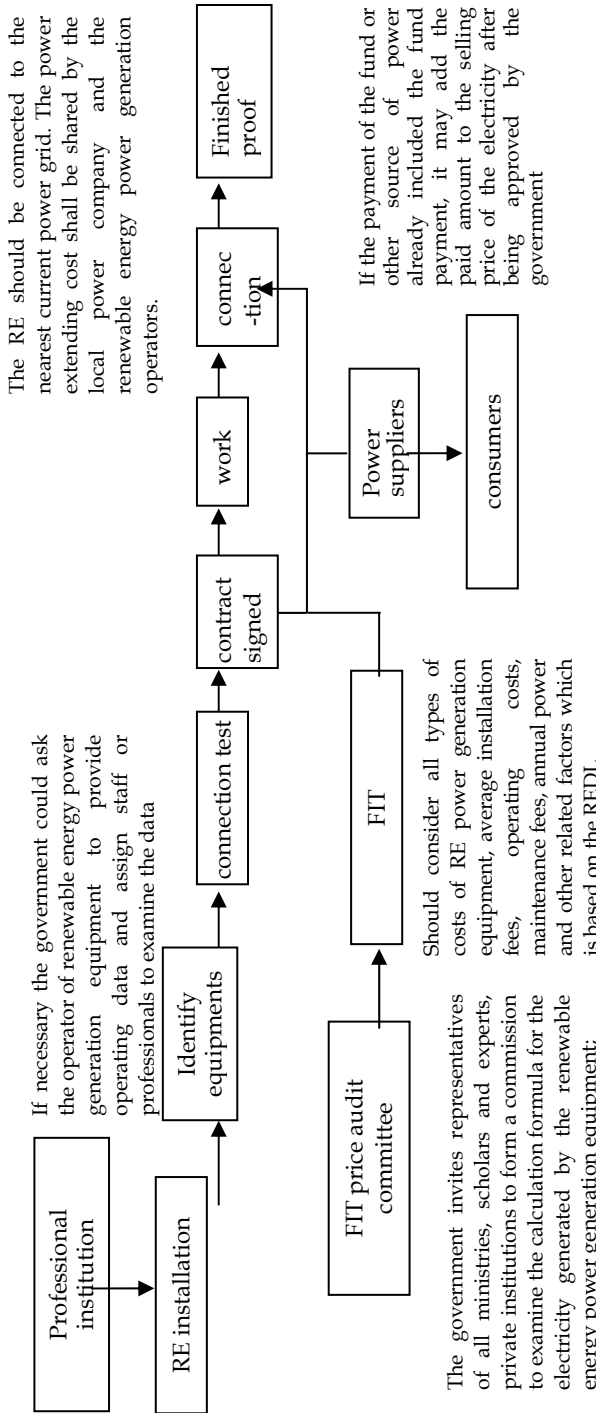 Professional
institution
RE installation
If necessary the government could ask
the operator of renewable energy power
generation equipment to provide
operating data and assign staff or
professionals to examine the data
Identify
equipments
connection test
contract
signed
work
connec
-tion
Finished
proof
The RE should be connected to the
nearest current power grid. The power
extending cost shall be shared by the
local power company and the
renewable energy power generation
operators.
FIT price audit
committee
FIT
Power
suppliers
consumers
The government invites representatives
of all ministries, scholars and experts,
private institutions to form a commission
to examine the calculation formula for the
electricity generated by the renewable
energy power generation equipment;
Should consider all types of
costs of RE power generation
equipment, average installation
fees, operating costs,
maintenance fees, annual power
and other related factors which
is based on the REDL
If the payment of the fund or
other source of power
already included the fund
payment, it may add the
paid amount to the selling
price of the electricity after
being approved by the
government